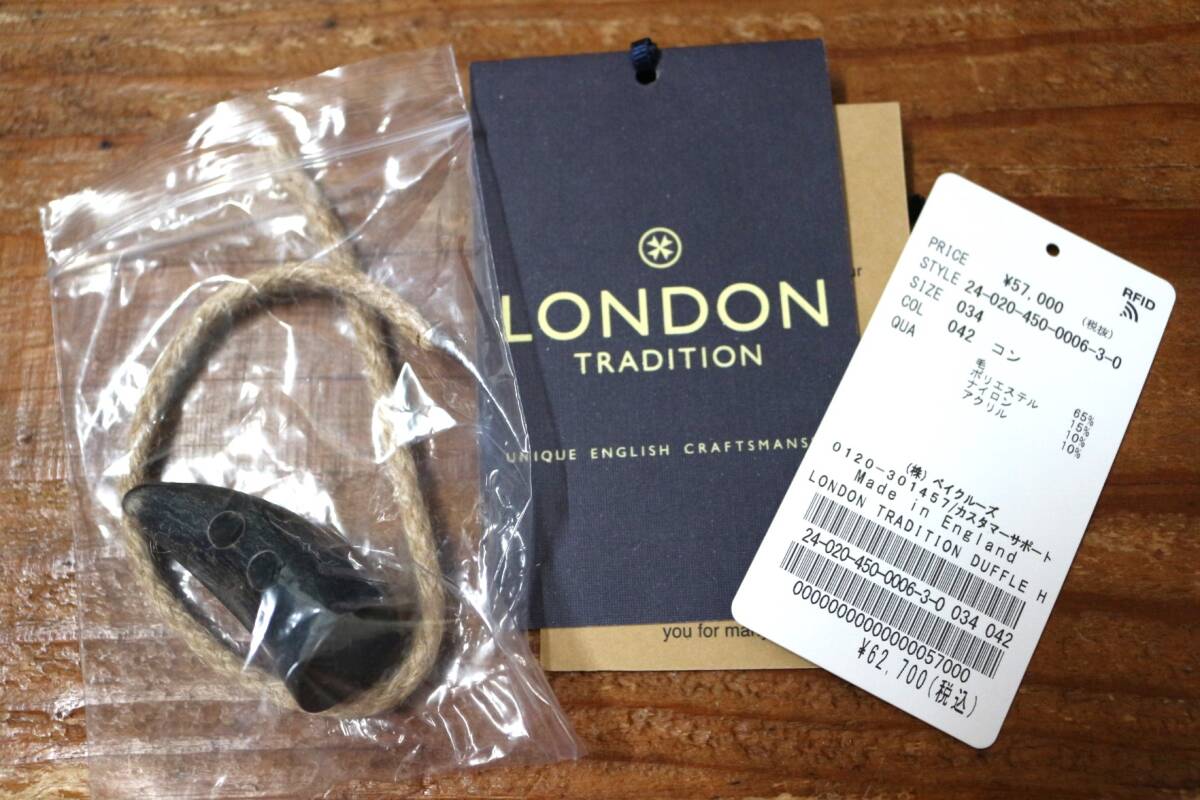 LONDON
TRADITION
UNIQUE ENGLISH CRAFTSMANS
ur
you for many
RFID
PRICE ¥57,000 (税抜)
STYLE 24-020-450-0006-3-0
SIZE 034
COL 042 コン
QUA
毛 65%
ポリエステル 15%
ナイロン 10%
アクリル 10%
(株)ベイクルーズ
0120-301457/カスタマーサポート
Made in England
LONDON TRADITION DUFFLE H
24-020-450-0006-3-0 034 042
0000000000000057000
¥62,700(税込)